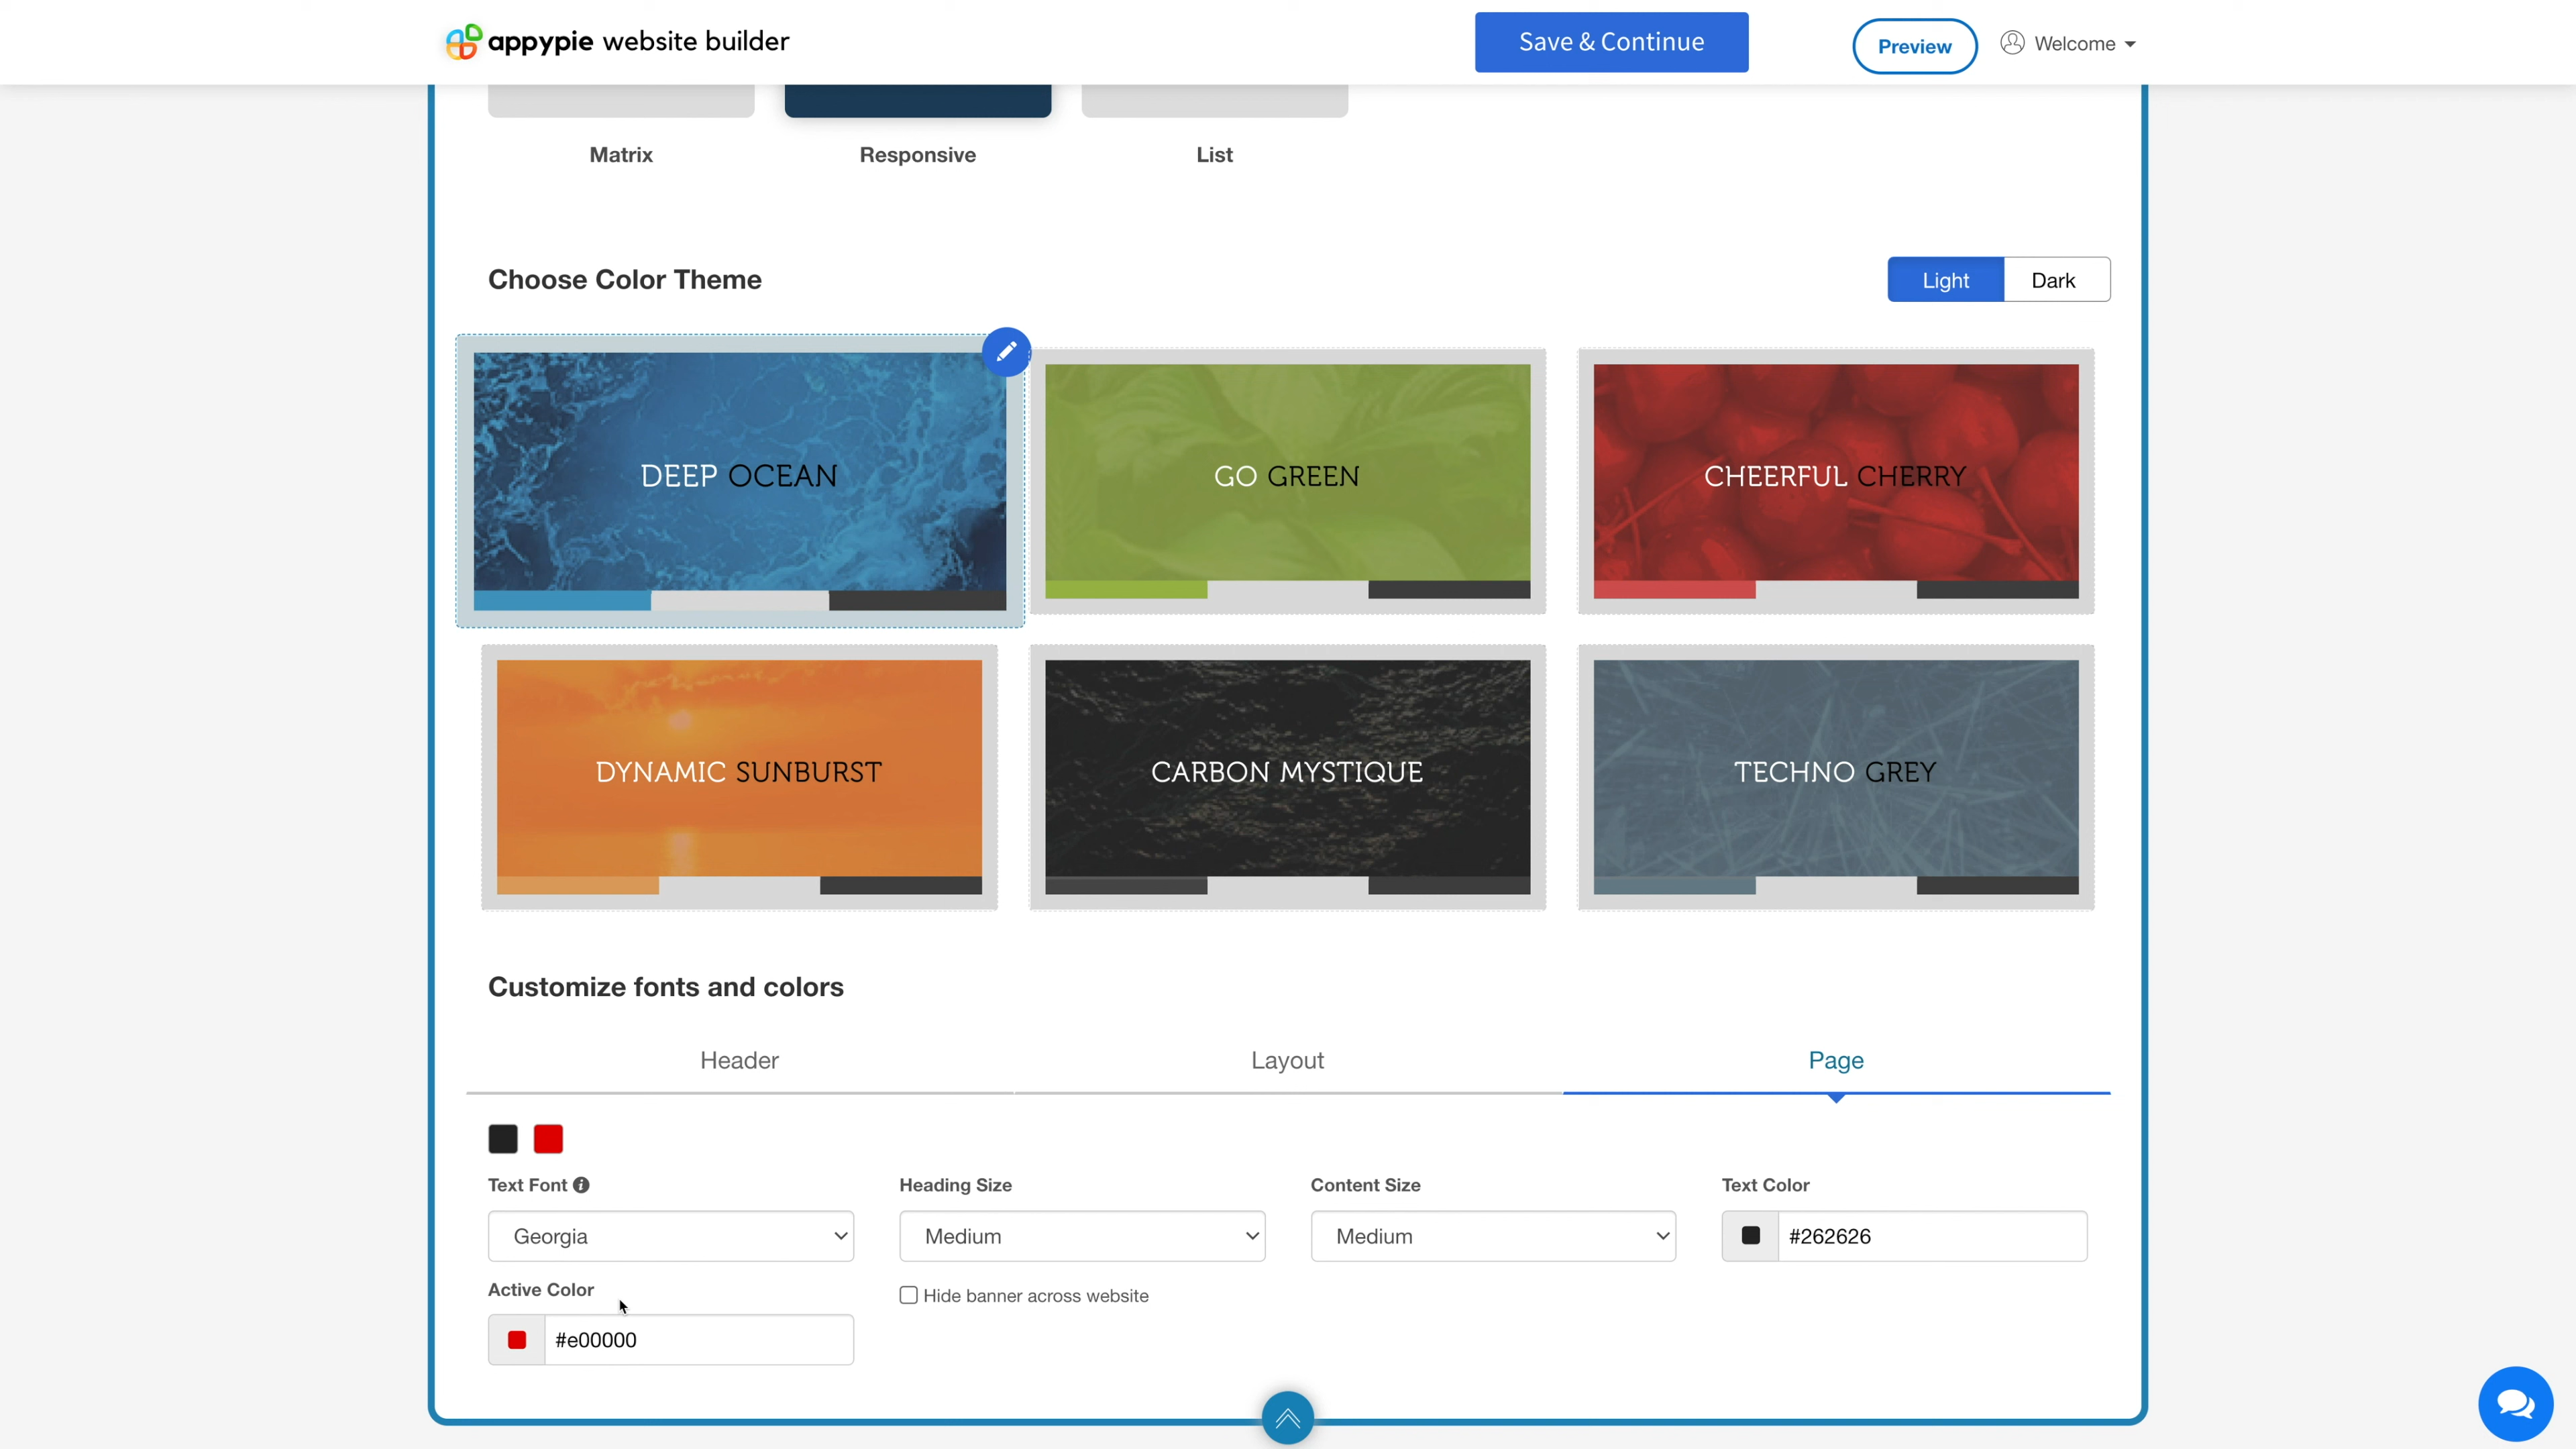 appypie website builder
Save & Continue
Preview
Welcome
Matrix
Responsive
List
Choose Color Theme
Light
Dark
DEEP OCEAN
GO GREEN
CHEERFUL CHERRY
DYNAMIC SUNBURST
CARBON MYSTIQUE
TECHNO GREY
Customize fonts and colors
Header
Layout
Page
Text Font
Heading Size
Content Size
Text Color
Georgia
Medium
Medium
#262626
Active Color
Hide banner across website
#e00000